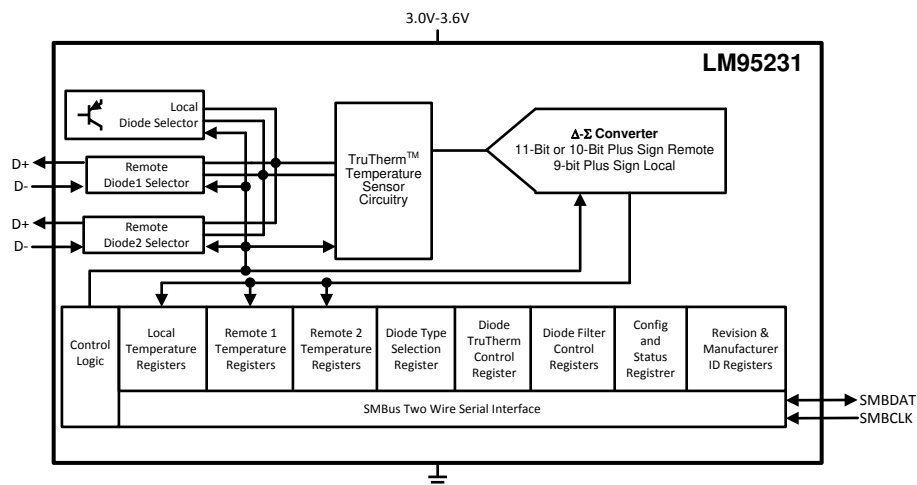 3.0V-3.6V
LM95231
Local
Diode Selector
D+
D-
Remote
Diode1 Selector
D+
D-
Remote
Diode2 Selector
TruTherm™
Temperature
Sensor
Circuitry
Δ-Σ Converter
11-Bit or 10-Bit Plus Sign Remote
9-bit Plus Sign Local
Control
Logic
Local
Temperature
Registers
Remote 1
Temperature
Registers
Remote 2
Temperature
Registers
Diode Type
Selection
Register
Diode
TruTherm
Control
Register
Diode Filter
Control
Registers
Config
and
Status
Registrer
Revision &
Manufacturer
ID Registers
SMBus Two Wire Serial Interface
SMBDAT
SMBCLK